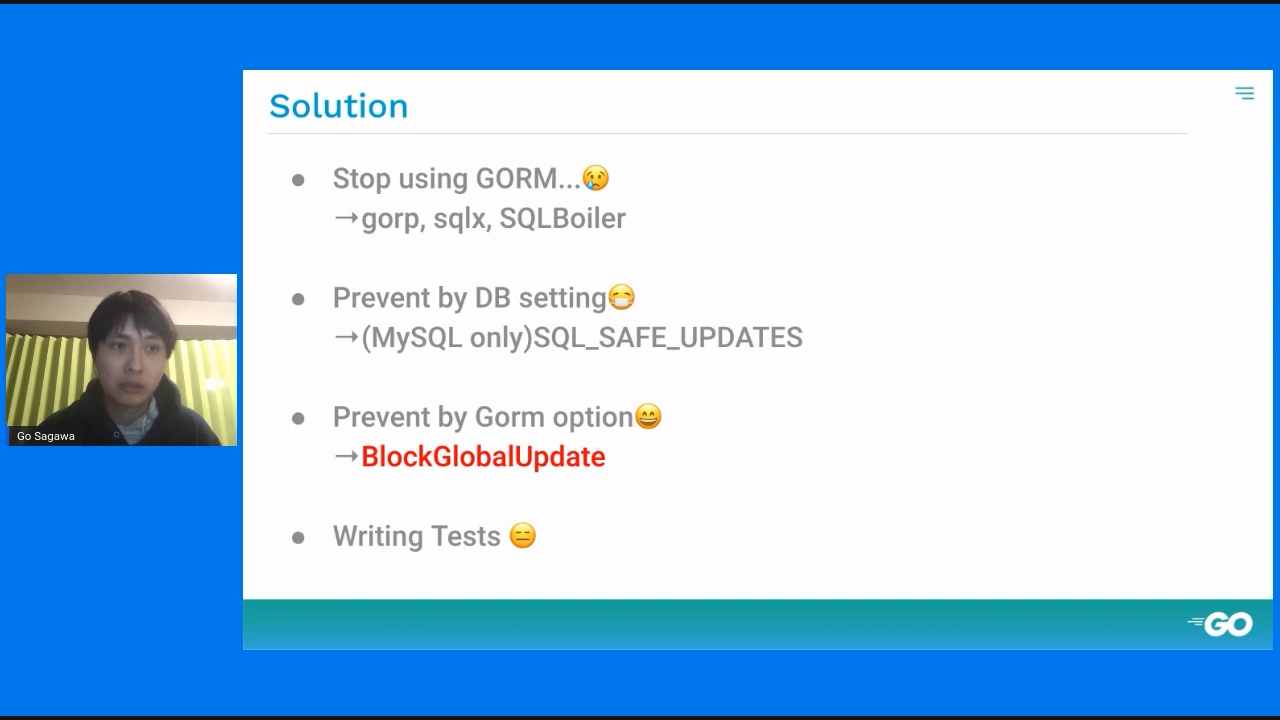 Solution
● Stop using GORM...😢
→gorp, sqlx, SQLBoiler
● Prevent by DB setting😷
→(MySQL only)SQL_SAFE_UPDATES
● Prevent by Gorm option😄
→BlockGlobalUpdate
● Writing Tests 😑
Go Sagawa
GO